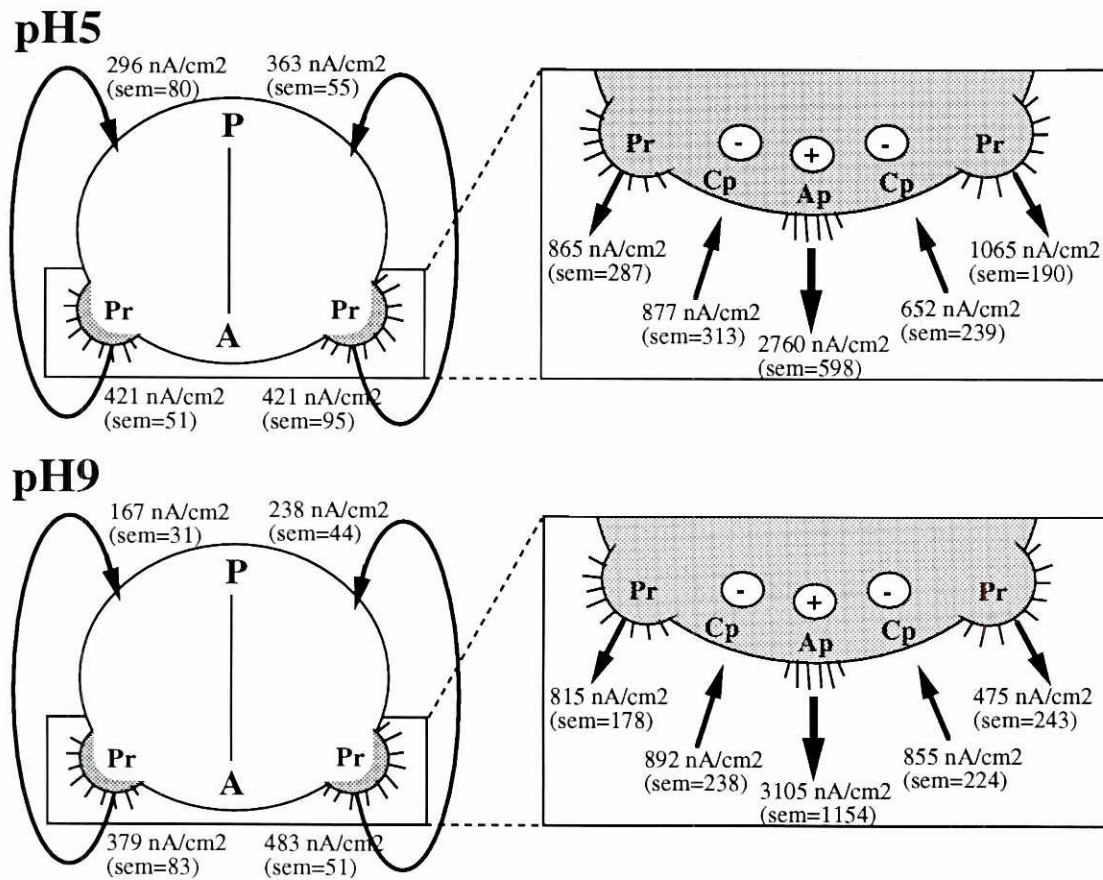 pH5
296 nA/cm2
(sem=80)
363 nA/cm2
(sem=55)
P
A
Pr
Pr
421 nA/cm2
(sem=51)
421 nA/cm2
(sem=95)
Pr
-
+
-
Pr
Cp
Ap
Cp
865 nA/cm2
(sem=287)
877 nA/cm2
(sem=313)
2760 nA/cm2
(sem=598)
652 nA/cm2
(sem=239)
1065 nA/cm2
(sem=190)
pH9
167 nA/cm2
(sem=31)
238 nA/cm2
(sem=44)
P
A
Pr
Pr
379 nA/cm2
(sem=83)
483 nA/cm2
(sem=51)
Pr
-
+
-
Pr
Cp
Ap
Cp
815 nA/cm2
(sem=178)
892 nA/cm2
(sem=238)
3105 nA/cm2
(sem=1154)
855 nA/cm2
(sem=224)
475 nA/cm2
(sem=243)